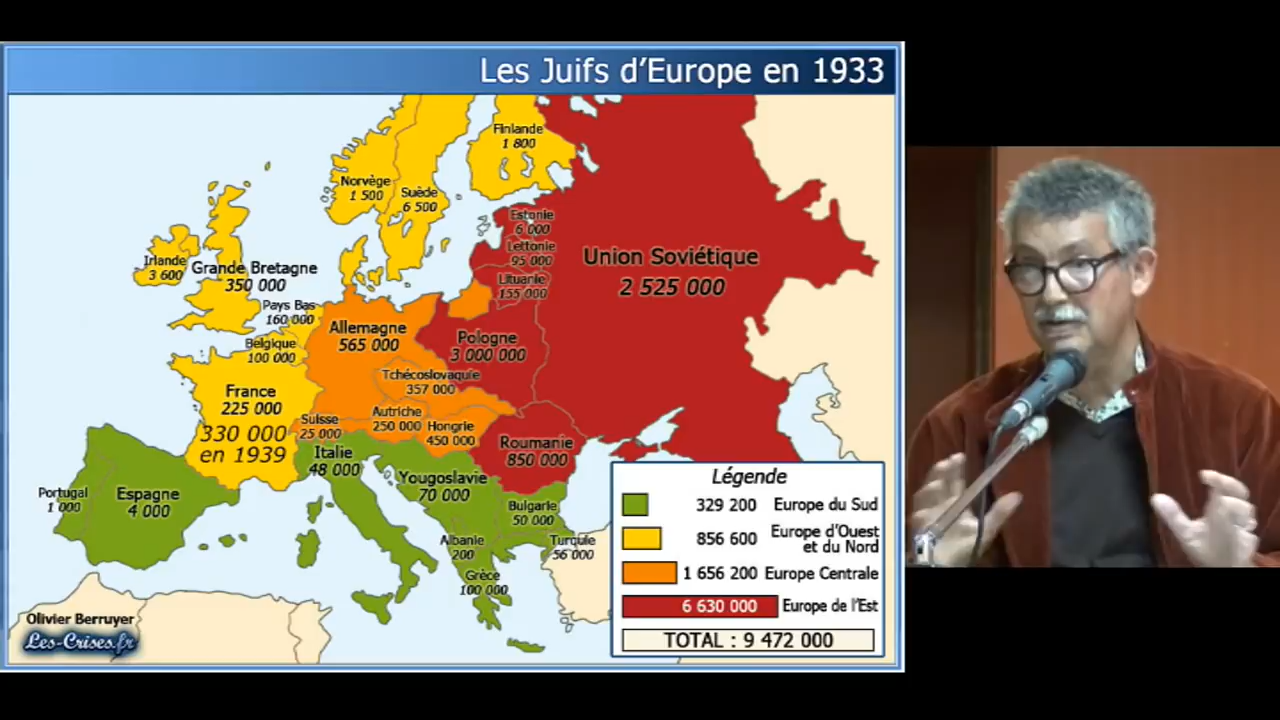 Les Juifs d'Europe en 1933
Finlande
1 800
Norvège
1 500
Suède
6 500
Estonie
6 000
Lettonie
95 000
Lituanie
155 000
Union Soviétique
2 525 000
Irlande
3 600
Grande Bretagne
350 000
Pays Bas
160 000
Belgique
100 000
Allemagne
565 000
Pologne
3 000 000
Tchécoslovaquie
357 000
France
225 000
330 000
en 1939
Suisse
25 000
Autriche
250 000
Hongrie
450 000
Roumanie
850 000
Italie
48 000
Yougoslavie
70 000
Portugal
1 000
Espagne
4 000
Bulgarie
50 000
Albanie
200
Turquie
56 000
Grèce
100 000
Légende
329 200 Europe du Sud
856 600 Europe d'Ouest
et du Nord
1 656 200 Europe Centrale
6 630 000 Europe de l'Est
TOTAL : 9 472 000
Olivier Berruyer
Les-Crises.fr